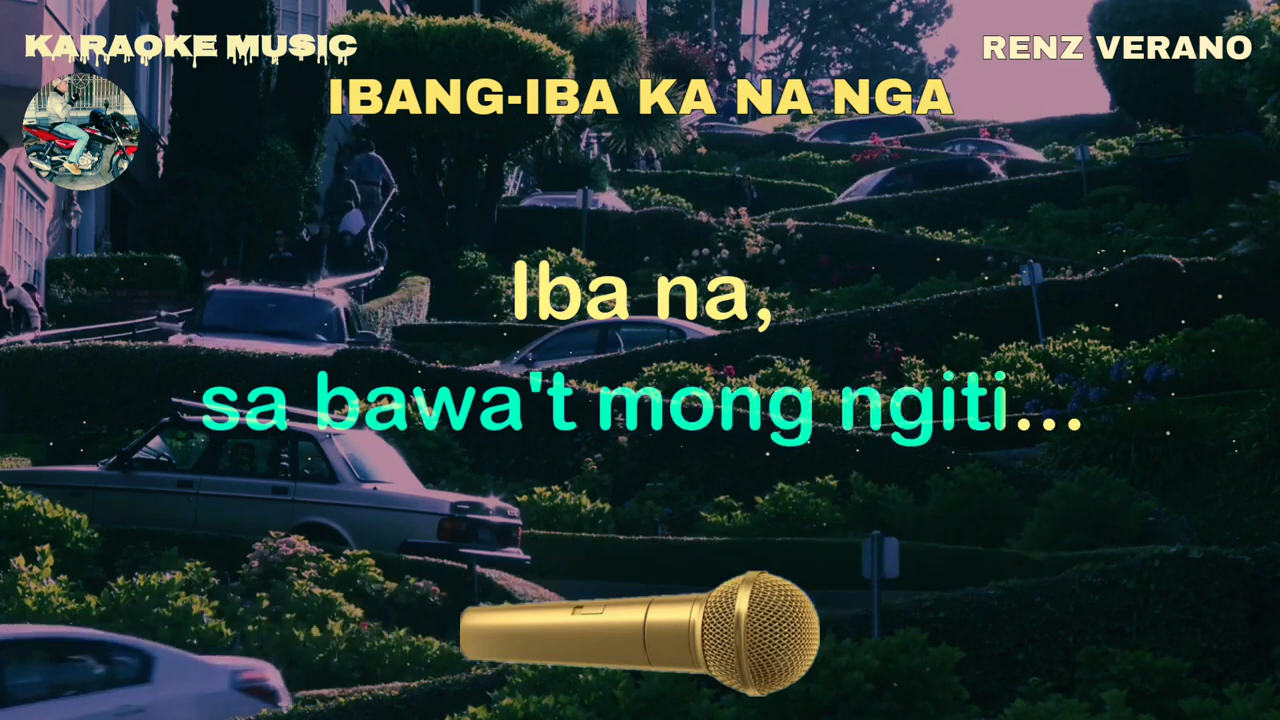 KARAOKE MUSIC
RENZ VERANO
IBANG-IBA KA NA NGA
Iba na,
sa bawa't mong ngiti...